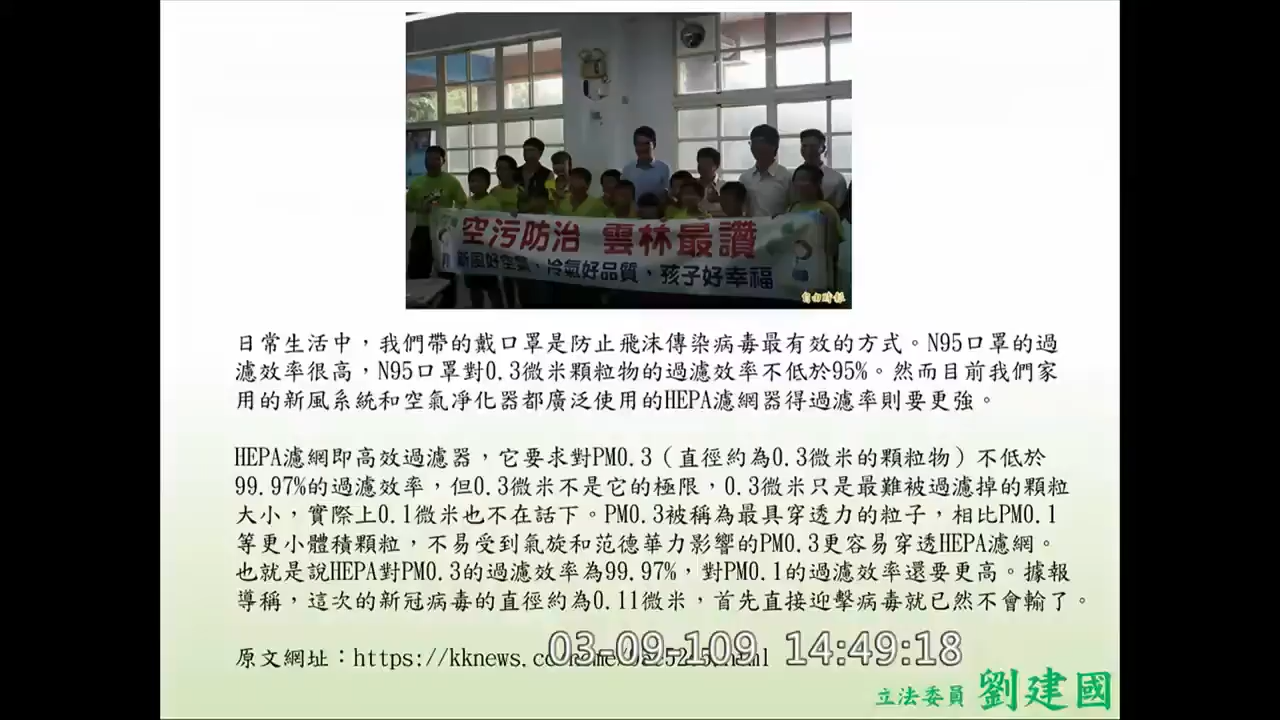 空污防治 雲林最讚
新風好空氣、冷氣好品質、孩子好幸福
自由時報
日常生活中，我們帶的戴口罩是防止飛沫傳染病毒最有效的方式。N95口罩的過
濾效率很高，N95口罩對0.3微米顆粒物的過濾效率不低於95%。然而目前我們家
用的新風系統和空氣凈化器都廣泛使用的HEPA濾網器得過濾率則要更強。
HEPA濾網即高效過濾器，它要求對PM0.3（直徑約為0.3微米的顆粒物）不低於
99.97%的過濾效率，但0.3微米不是它的極限，0.3微米只是最難被過濾掉的顆粒
大小，實際上0.1微米也不在話下。PM0.3被稱為最具穿透力的粒子，相比PM0.1
等更小體積顆粒，不易受到氣旋和范德華力影響的PM0.3更容易穿透HEPA濾網。
也就是說HEPA對PM0.3的過濾效率為99.97%，對PM0.1的過濾效率還要更高。據報
導稱，這次的新冠病毒的直徑約為0.11微米，首先直接迎擊病毒就已然不會輸了。
原文網址：https://kknews.c
03-09-109 14:49:18
立法委員 劉建國